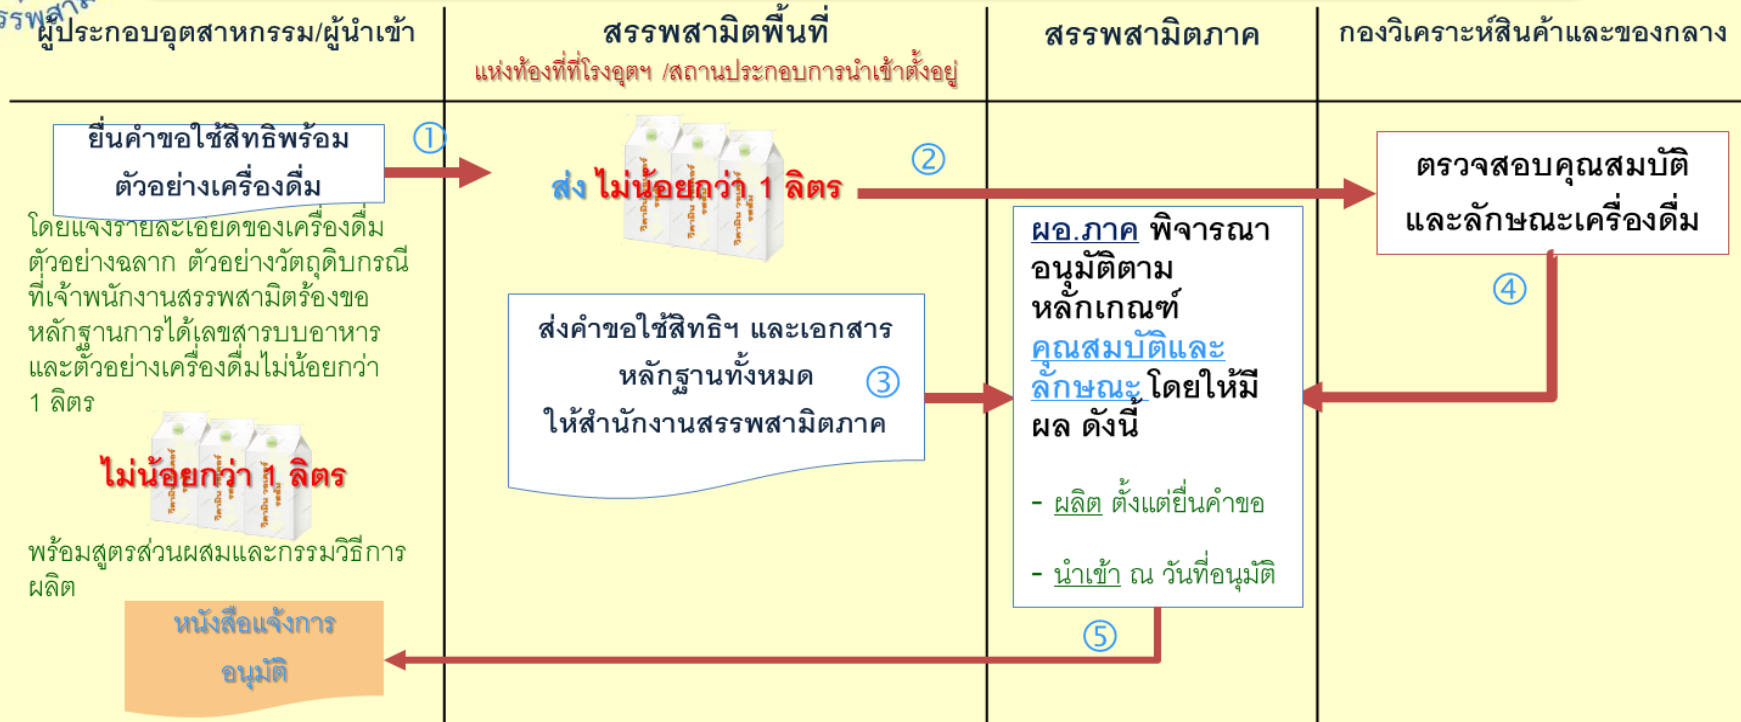 สรรพสามิ
ผู้ประกอบอุตสาหกรรม/ผู้นำเข้า
สรรพสามิตพื้นที่
แห่งท้องที่ที่โรงอุตฯ /สถานประกอบการนำเข้าตั้งอยู่
สรรพสามิตภาค
กองวิเคราะห์สินค้าและของกลาง
ยื่นคำขอใช้สิทธิพร้อม
ตัวอย่างเครื่องดื่ม
①
โดยแจ้งรายละเอียดของเครื่องดื่ม
ตัวอย่างฉลาก ตัวอย่างวัตถุดิบกรณี
ที่เจ้าพนักงานสรรพสามิตร้องขอ
หลักฐานการได้เลขสารบบอาหาร
และตัวอย่างเครื่องดื่มไม่น้อยกว่า
1 ลิตร
ไม่น้อยกว่า 1 ลิตร
พร้อมสูตรส่วนผสมและกรรมวิธีการ
ผลิต
หนังสือแจ้งการ
อนุมัติ
ส่ง ไม่น้อยกว่า 1 ลิตร
②
ส่งคำขอใช้สิทธิฯ และเอกสาร
หลักฐานทั้งหมด
ให้สำนักงานสรรพสามิตภาค
③
ผอ.ภาค พิจารณา
อนุมัติตาม
หลักเกณฑ์
คุณสมบัติและ
ลักษณะ โดยให้มี
ผล ดังนี้
- ผลิต ตั้งแต่ยื่นคำขอ
- นำเข้า ณ วันที่อนุมัติ
⑤
ตรวจสอบคุณสมบัติ
และลักษณะเครื่องดื่ม
④